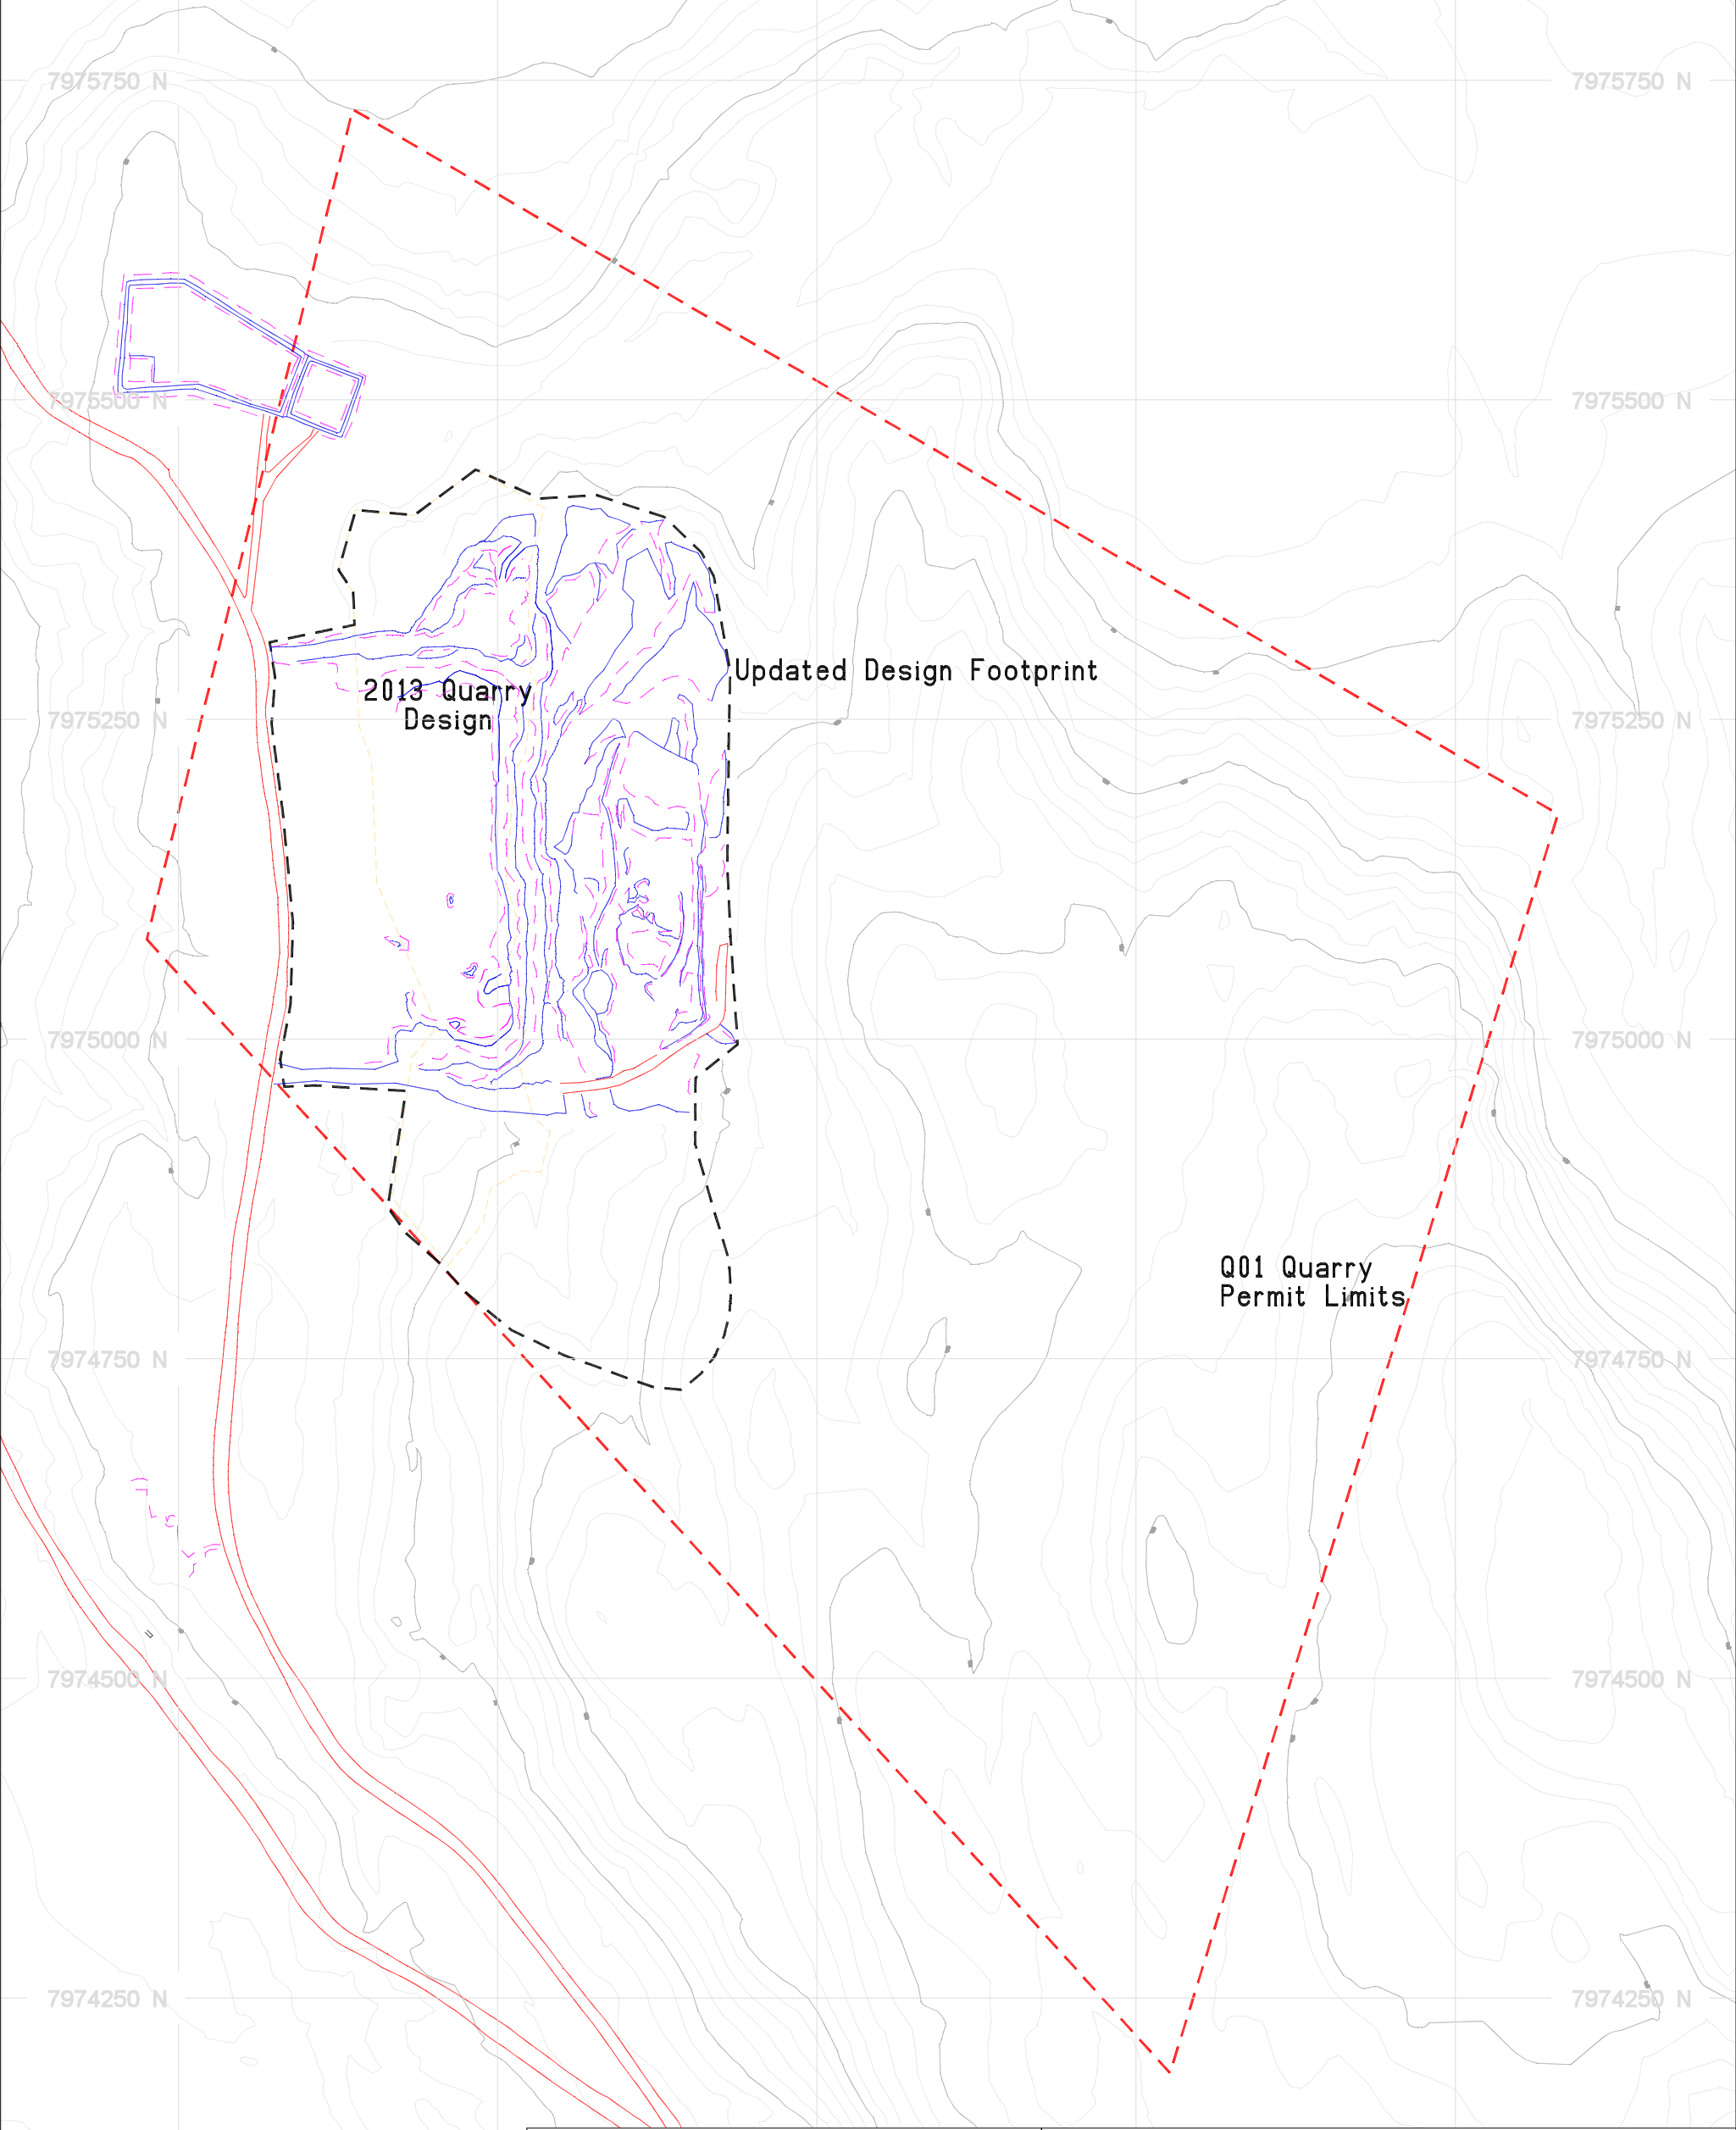 7975750 N 7975750 N
7975500 N 7975500 N
Updated Design Footprint
2013 Quarry
Design
7975250 N 7975250 N
7975000 N 7975000 N
Q01 Quarry
Permit Limits
7974750 N 7974750 N
7974500 N 7974500 N
7974250 N 7974250 N